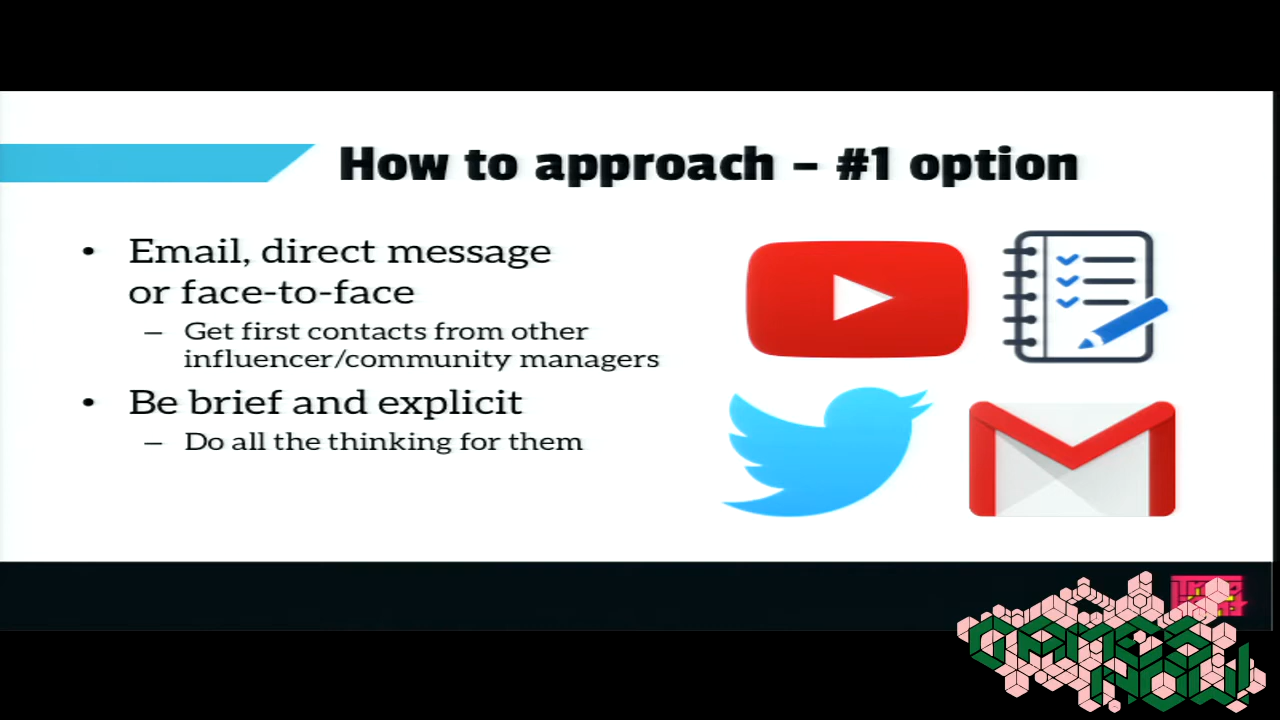 How to approach – #1 option
• Email, direct message
or face-to-face
– Get first contacts from other
influencer/community managers
• Be brief and explicit
– Do all the thinking for them
GAMES
NOW!